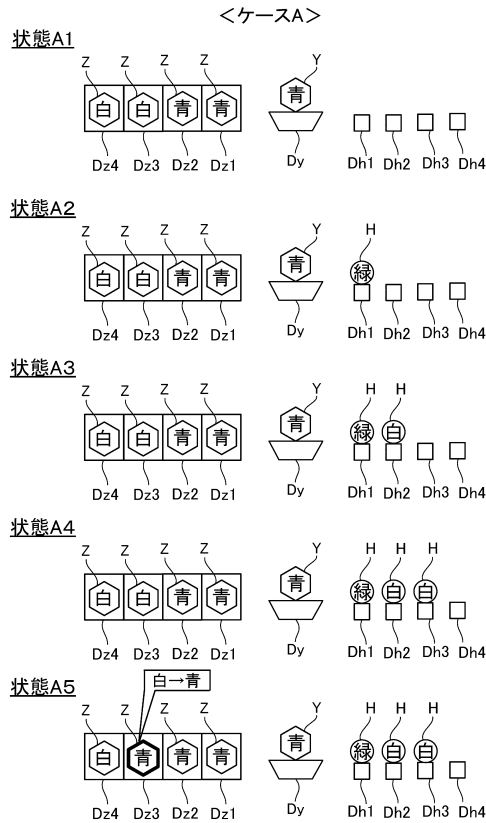 ＜ケースA＞
状態A1
Z Z Z Z Y
白 白 青 青 青
Dz4 Dz3 Dz2 Dz1 Dy Dh1 Dh2 Dh3 Dh4
状態A2
Z Z Z Z Y H
白 白 青 青 青 緑
Dz4 Dz3 Dz2 Dz1 Dy Dh1 Dh2 Dh3 Dh4
状態A3
Z Z Z Z Y H H
白 白 青 青 青 緑 白
Dz4 Dz3 Dz2 Dz1 Dy Dh1 Dh2 Dh3 Dh4
状態A4
Z Z Z Z Y H H H
白 白 青 青 青 緑 白 白
Dz4 Dz3 Dz2 Dz1 Dy Dh1 Dh2 Dh3 Dh4
状態A5
白→青
Z Z Z Z Y H H H
白 青 青 青 青 緑 白 白
Dz4 Dz3 Dz2 Dz1 Dy Dh1 Dh2 Dh3 Dh4